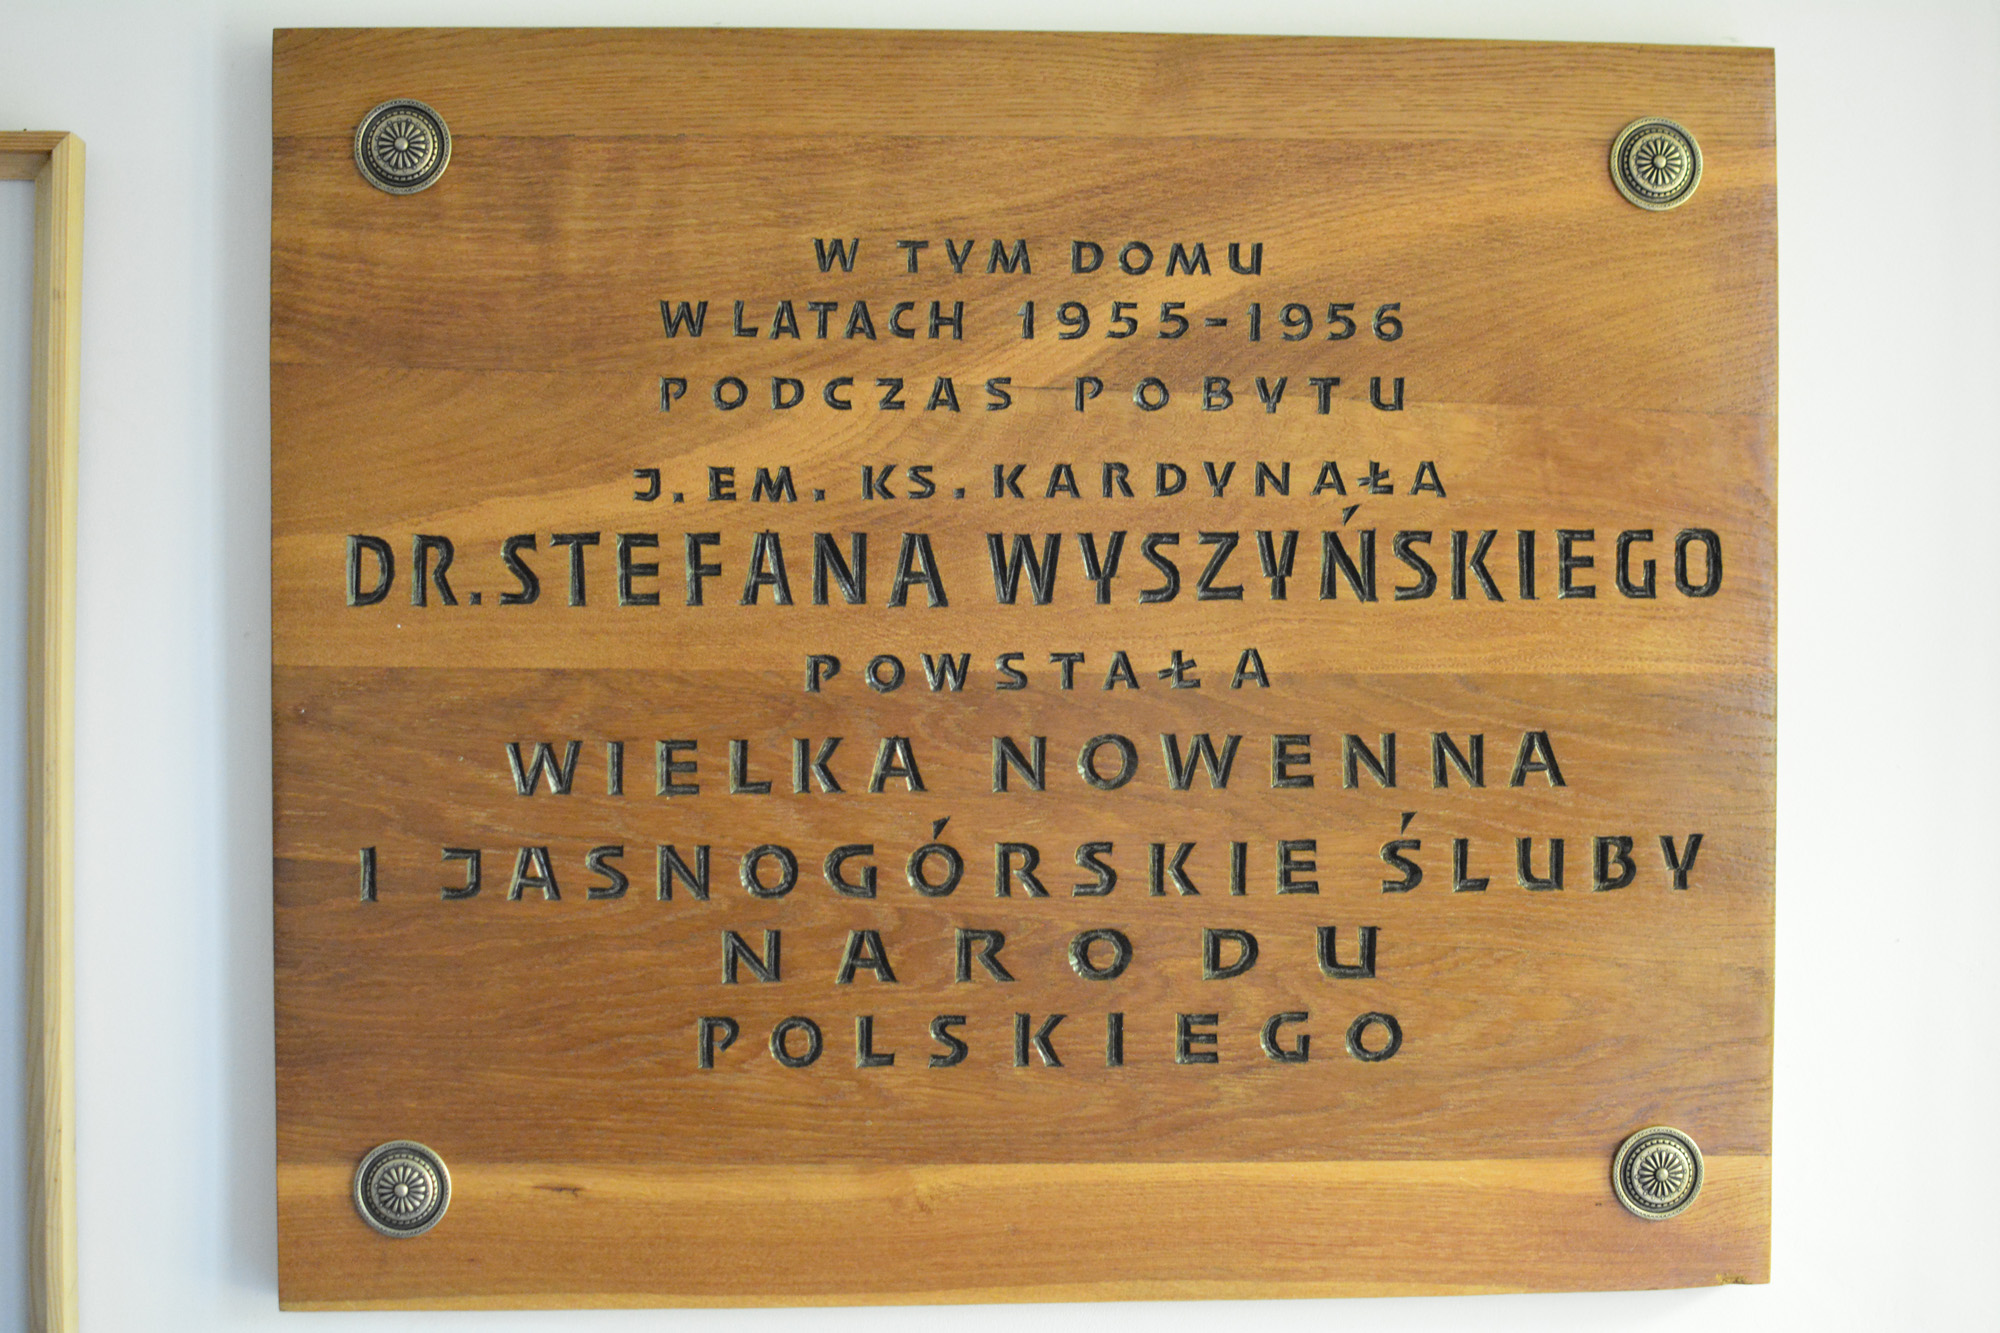 W TYM DOMU
W LATACH 1955-1956
PODCZAS POBYTU
J. EM. KS. KARDYNAŁA
DR. STEFANA WYSZYŃSKIEGO
POWSTAŁA
WIELKA NOWENNA
I JASNOGÓRSKIE ŚLUBY
NARODU
POLSKIEGO